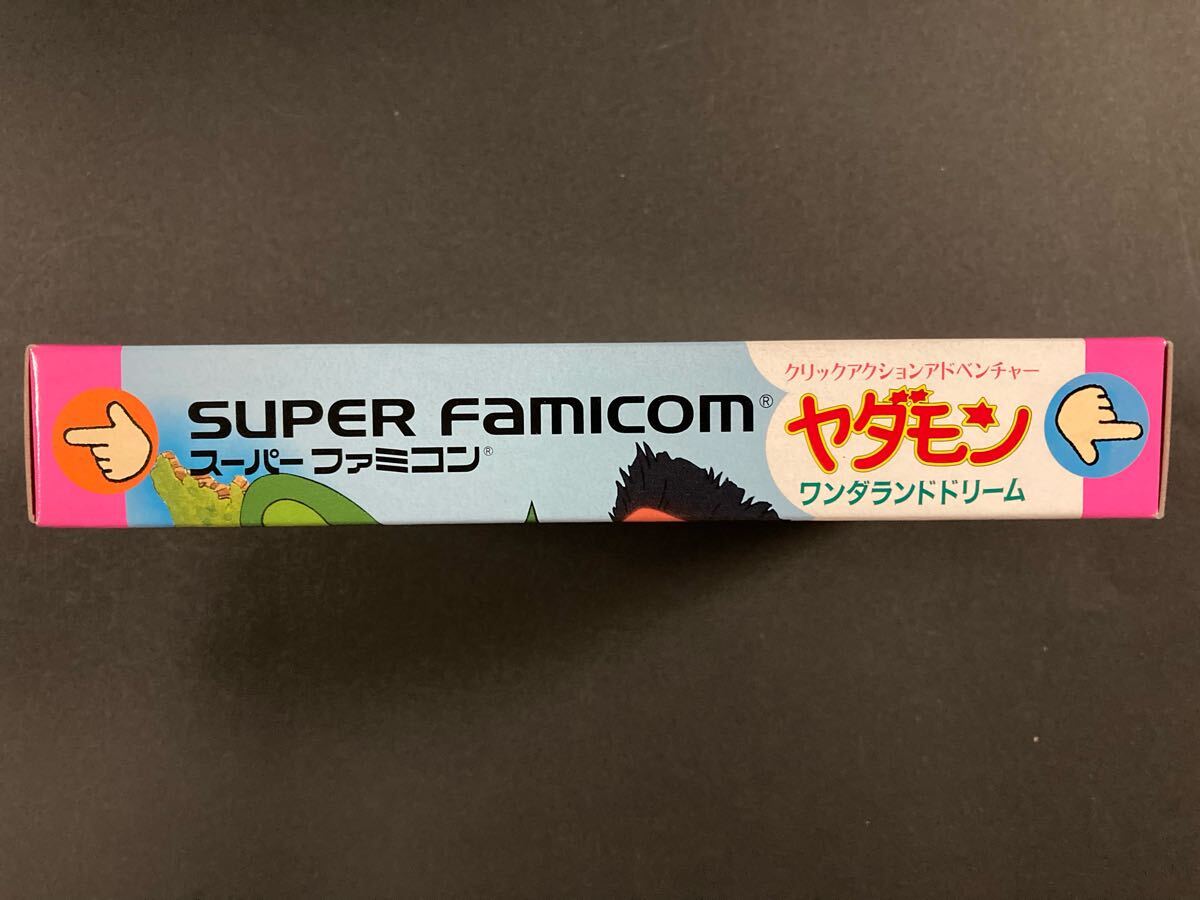 SUPER FAMICOM®
スーパーファミコン®
クリックアクションアドベンチャー
ヤダモン
ワンダランドドリーム